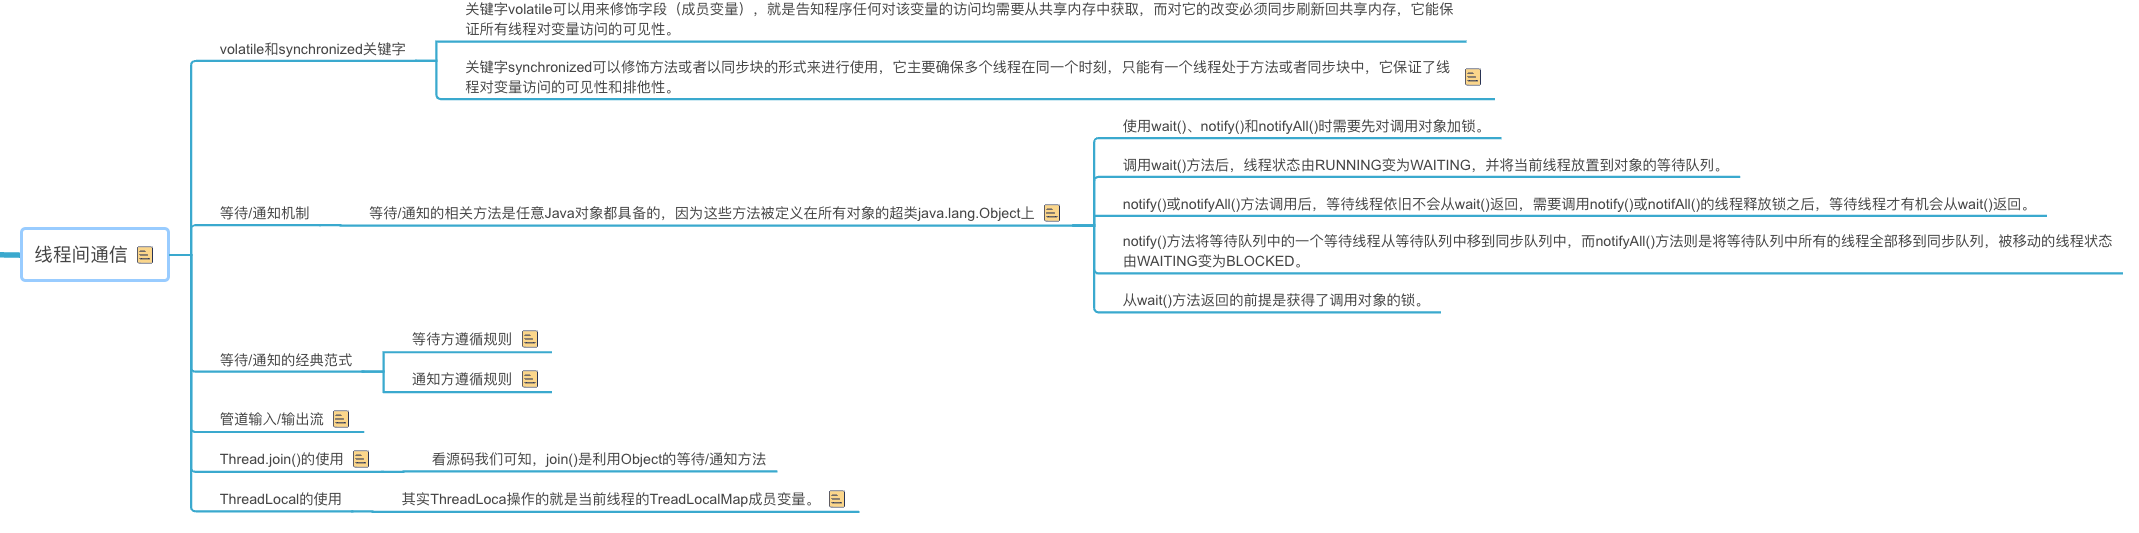 关键字volatile可以用来修饰字段（成员变量），就是告知程序任何对该变量的访问均需要从共享内存中获取，而对它的改变必须同步刷新回共享内存，它能保
证所有线程对变量访问的可见性。
volatile和synchronized关键字
关键字synchronized可以修饰方法或者以同步块的形式来进行使用，它主要确保多个线程在同一个时刻，只能有一个线程处于方法或者同步块中，它保证了线
程对变量访问的可见性和排他性。
使用wait()、notify()和notifyAll()时需要先对调用对象加锁。
调用wait()方法后，线程状态由RUNNING变为WAITING，并将当前线程放置到对象的等待队列。
等待/通知机制
等待/通知的相关方法是任意Java对象都具备的，因为这些方法被定义在所有对象的超类java.lang.Object上
notify()或notifyAll()方法调用后，等待线程依旧不会从wait()返回，需要调用notify()或notifAll()的线程释放锁之后，等待线程才有机会从wait()返回。
notify()方法将等待队列中的一个等待线程从等待队列中移到同步队列中，而notifyAll()方法则是将等待队列中所有的线程全部移到同步队列，被移动的线程状态
由WAITING变为BLOCKED。
从wait()方法返回的前提是获得了调用对象的锁。
线程间通信
等待/通知的经典范式
等待方遵循规则
通知方遵循规则
管道输入/输出流
Thread.join()的使用
看源码我们可知，join()是利用Object的等待/通知方法
ThreadLocal的使用
其实ThreadLoca操作的就是当前线程的TreadLocalMap成员变量。